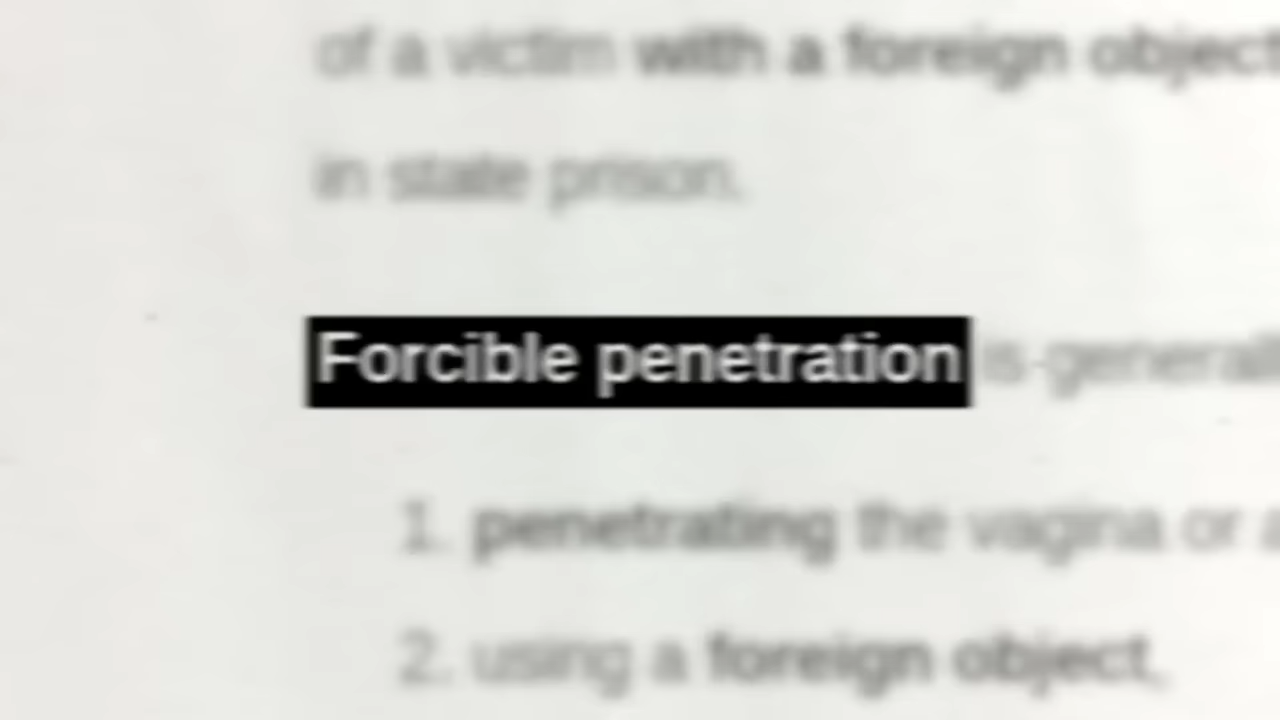 of a victim with a foreign object
in state prison.
Forcible penetration is generall
1. penetrating the vagina or a
2. using a foreign object,